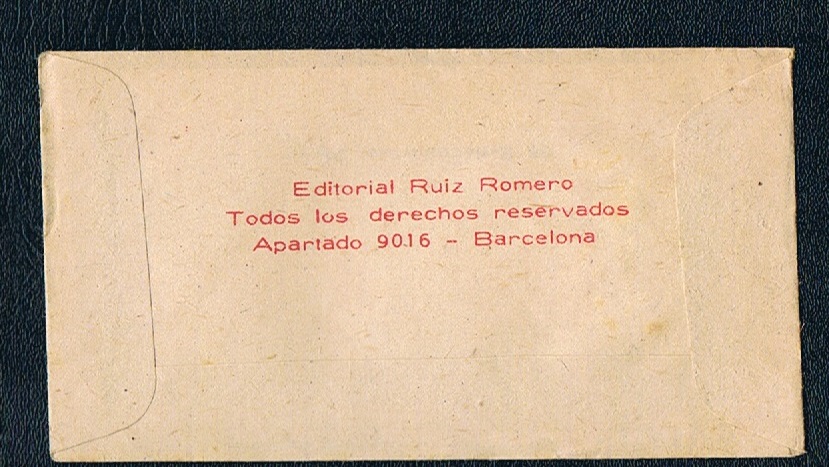 Editorial Ruiz Romero
Todos los derechos reservados
Apartado 9016 - Barcelona